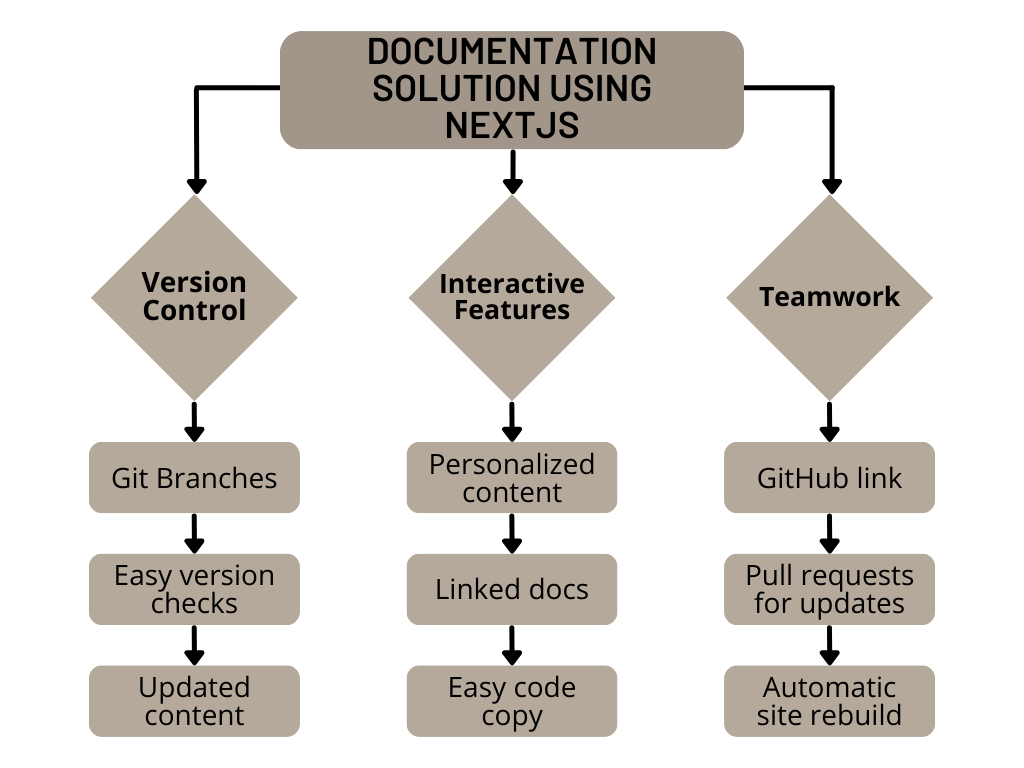 DOCUMENTATION
SOLUTION USING
NEXTJS
Version
Control
Interactive
Features
Teamwork
Git Branches
Personalized
content
GitHub link
Easy version
checks
Linked docs
Pull requests
for updates
Updated
content
Easy code
copy
Automatic
site rebuild